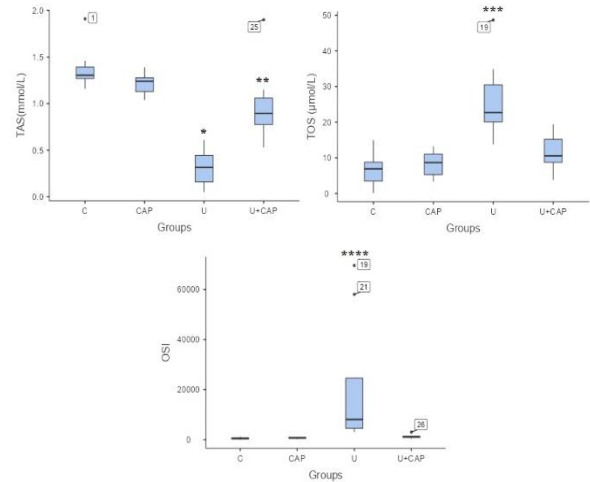 2.0
1
25
1.5
**
1.0
*
0.5
0.0
TAS(mmol/L)
C CAP U U+CAP
Groups
***
50
19
40
30
20
10
0
TOS (µmol/L)
C CAP U U+CAP
Groups
****
19
60000
21
40000
20000
26
0
OSI
C CAP U U+CAP
Groups